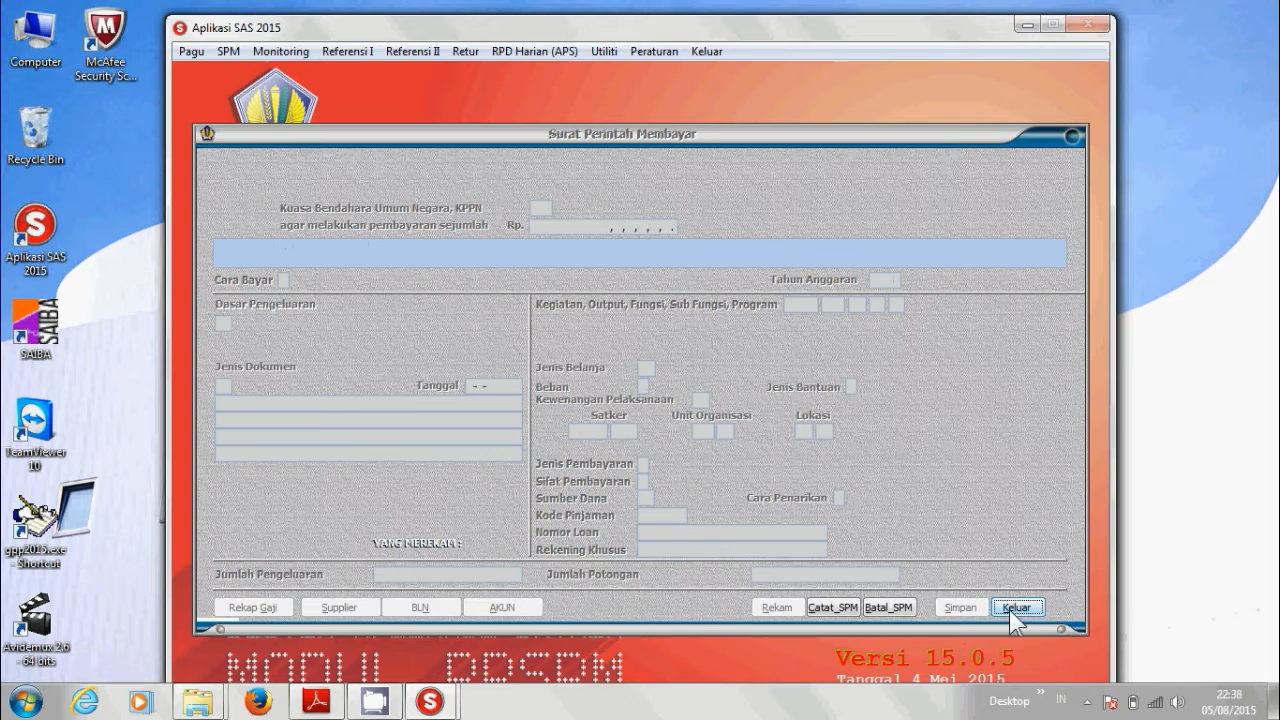 Computer
McAfee
Security Sc...
Recycle Bin
Aplikasi SAS
2015
SAIBA
SAIBA
TeamViewer
10
gpp2015.exe
- Shortcut
Avidemux 2.6
- 64 bits
Aplikasi SAS 2015
Pagu SPM Monitoring Referensi I Referensi II Retur RPD Harian (APS) Utiliti Peraturan Keluar
Surat Perintah Membayar
Kuasa Bendahara Umum Negara, KPPN
agar melakukan pembayaran sejumlah Rp. , , , , , .
Cara Bayar Tahun Anggaran
Dasar Pengeluaran
Kegiatan, Output, Fungsi, Sub Fungsi, Program
Jenis Dokumen
Tanggal - -
Jenis Belanja
Beban Jenis Bantuan
Kewenangan Pelaksanaan
Satker Unit Organisasi Lokasi
Jenis Pembayaran
Sifat Pembayaran
Sumber Dana Cara Penarikan
Kode Pinjaman
Nomor Loan
Rekening Khusus
YANG MEREKAM :
Jumlah Pengeluaran Jumlah Potongan
Rekap Gaji Supplier BLN AKUN Rekam Catat_SPM Batal_SPM Simpan Keluar
Versi 15.0.5
Tanggal 4 Mei 2015
Desktop » IN 22:38
05/08/2015